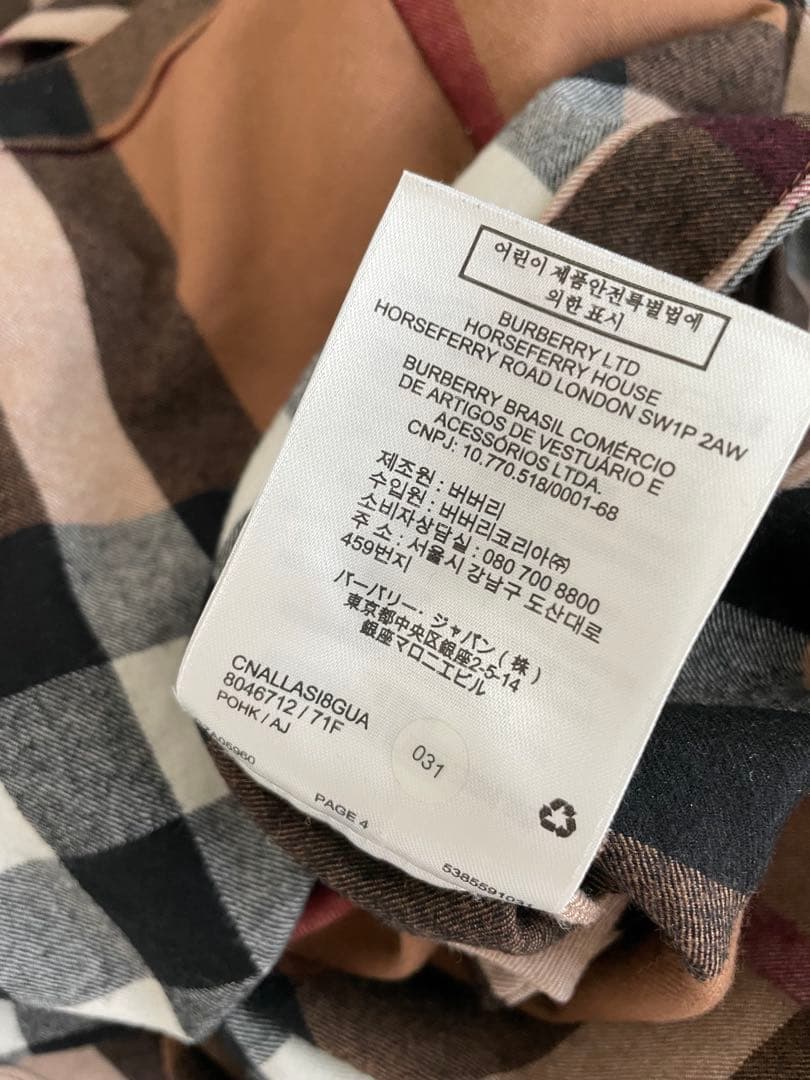 어린이 제품안전특별법에
의한 표시
BURBERRY LTD
HORSEFERRY HOUSE
HORSEFERRY ROAD LONDON SW1P 2AW
BURBERRY BRASIL COMÉRCIO
DE ARTIGOS DE VESTUÁRIO E
ACESSÓRIOS LTDA.
CNPJ: 10.770.518/0001-68
제조원 : 버버리
수입원 : 버버리코리아㈜
소비자상담실 : 080 700 8800
주 소 : 서울시 강남구 도산대로
459번지
バーバリー・ジャパン(株)
東京都中央区銀座2-5-14
銀座マロニエビル
CNALLASI8GUA
8046712 / 71F
POHK / AJ
031
PAGE 4